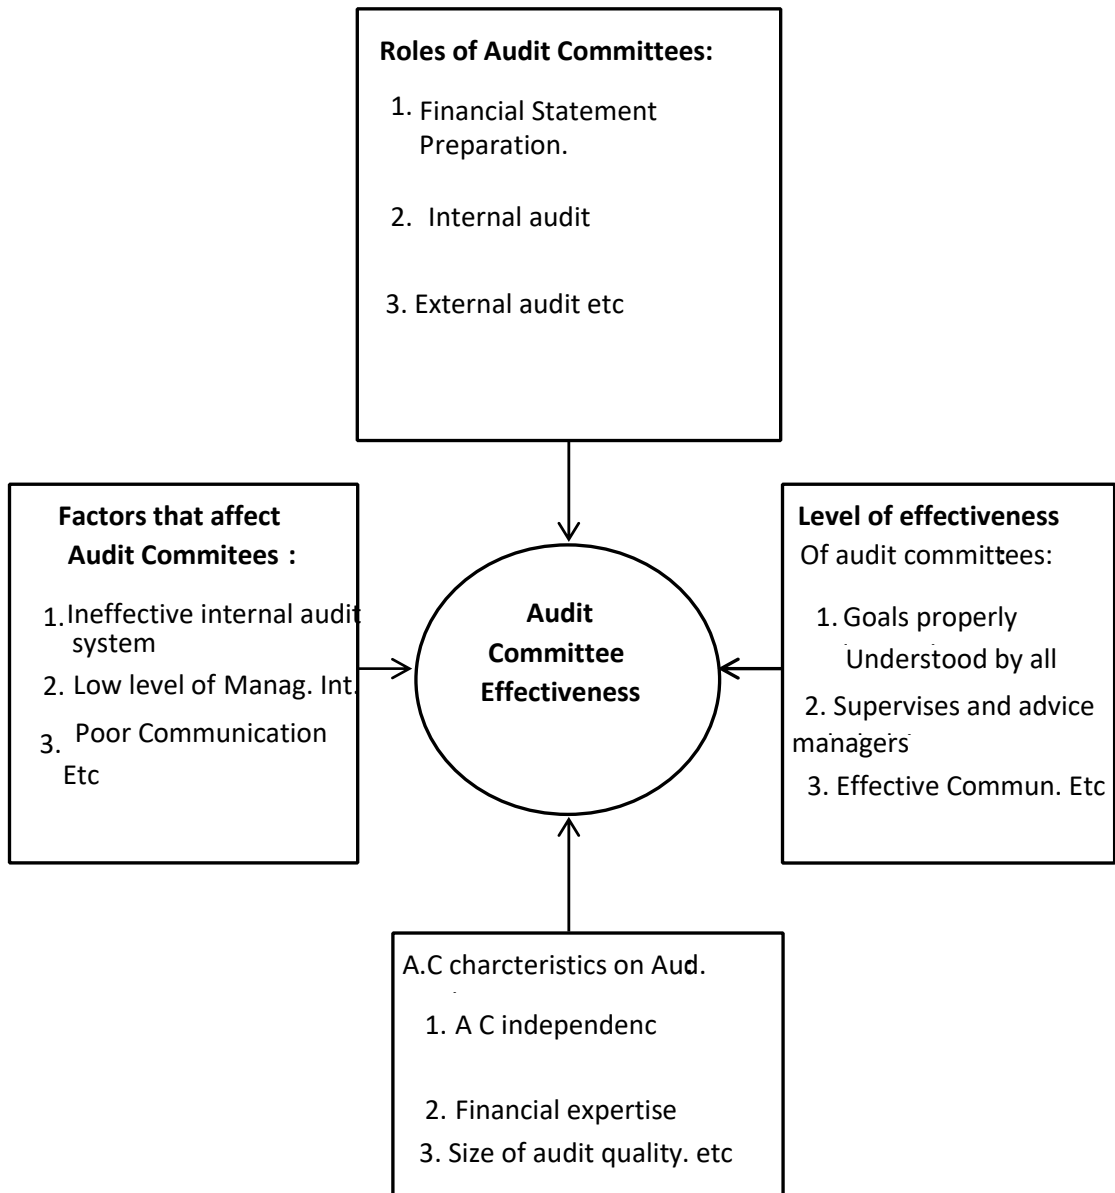 Roles of Audit Committees:
1. Financial Statement
Preparation.
2. Internal audit
3. External audit etc
Factors that affect
Audit Commitees :
1. Ineffective internal audit
system
2. Low level of Manag. Int.
3. Poor Communication
Etc
Audit
Committee
Effectiveness
Level of effectiveness
Of audit committees:
1. Goals properly
Understood by all
2. Supervises and advice
managers
3. Effective Commun. Etc
A.C charcteristics on Aud.
1. A C independenc
2. Financial expertise
3. Size of audit quality. etc